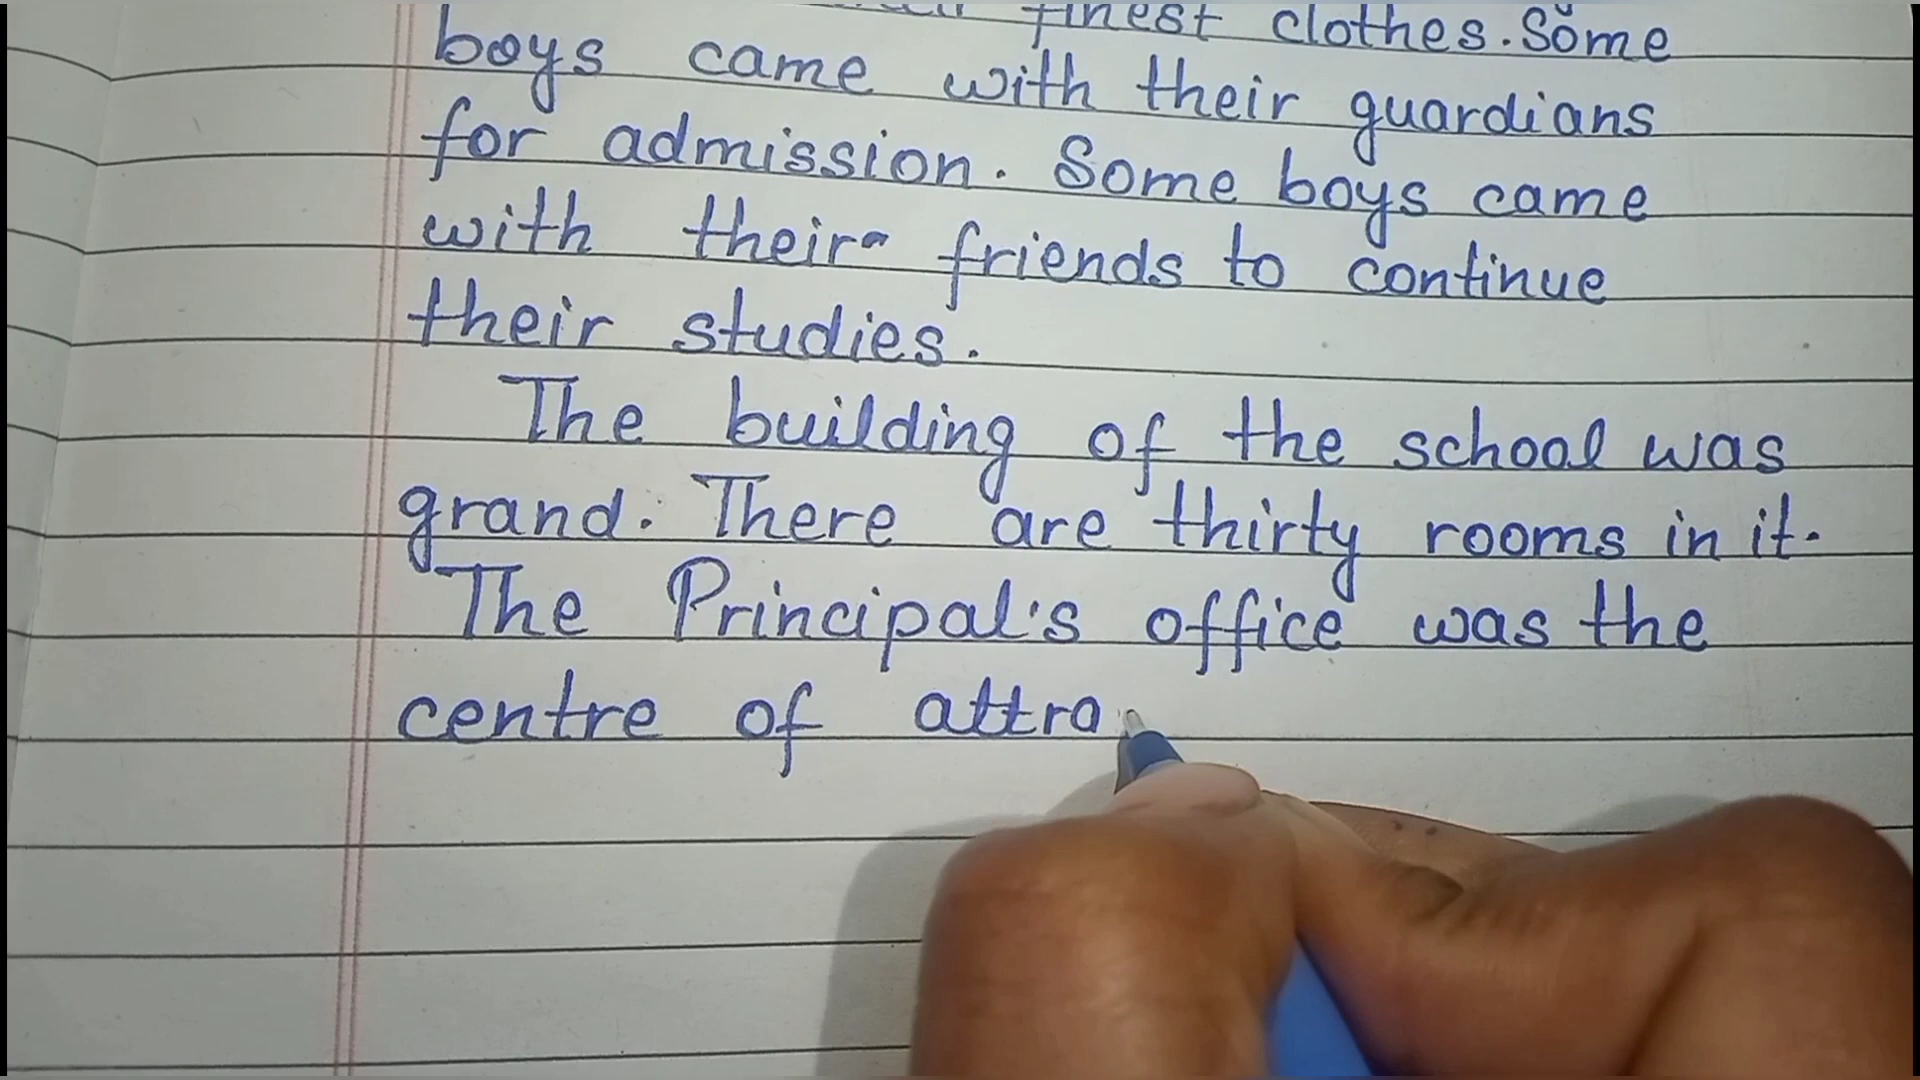 finest clothes. Some
boys came with their guardians
for admission. Some boys came
with their friends to continue
their studies.
The building of the school was
grand. There are thirty rooms in it.
The Principal's office was the
centre of attra